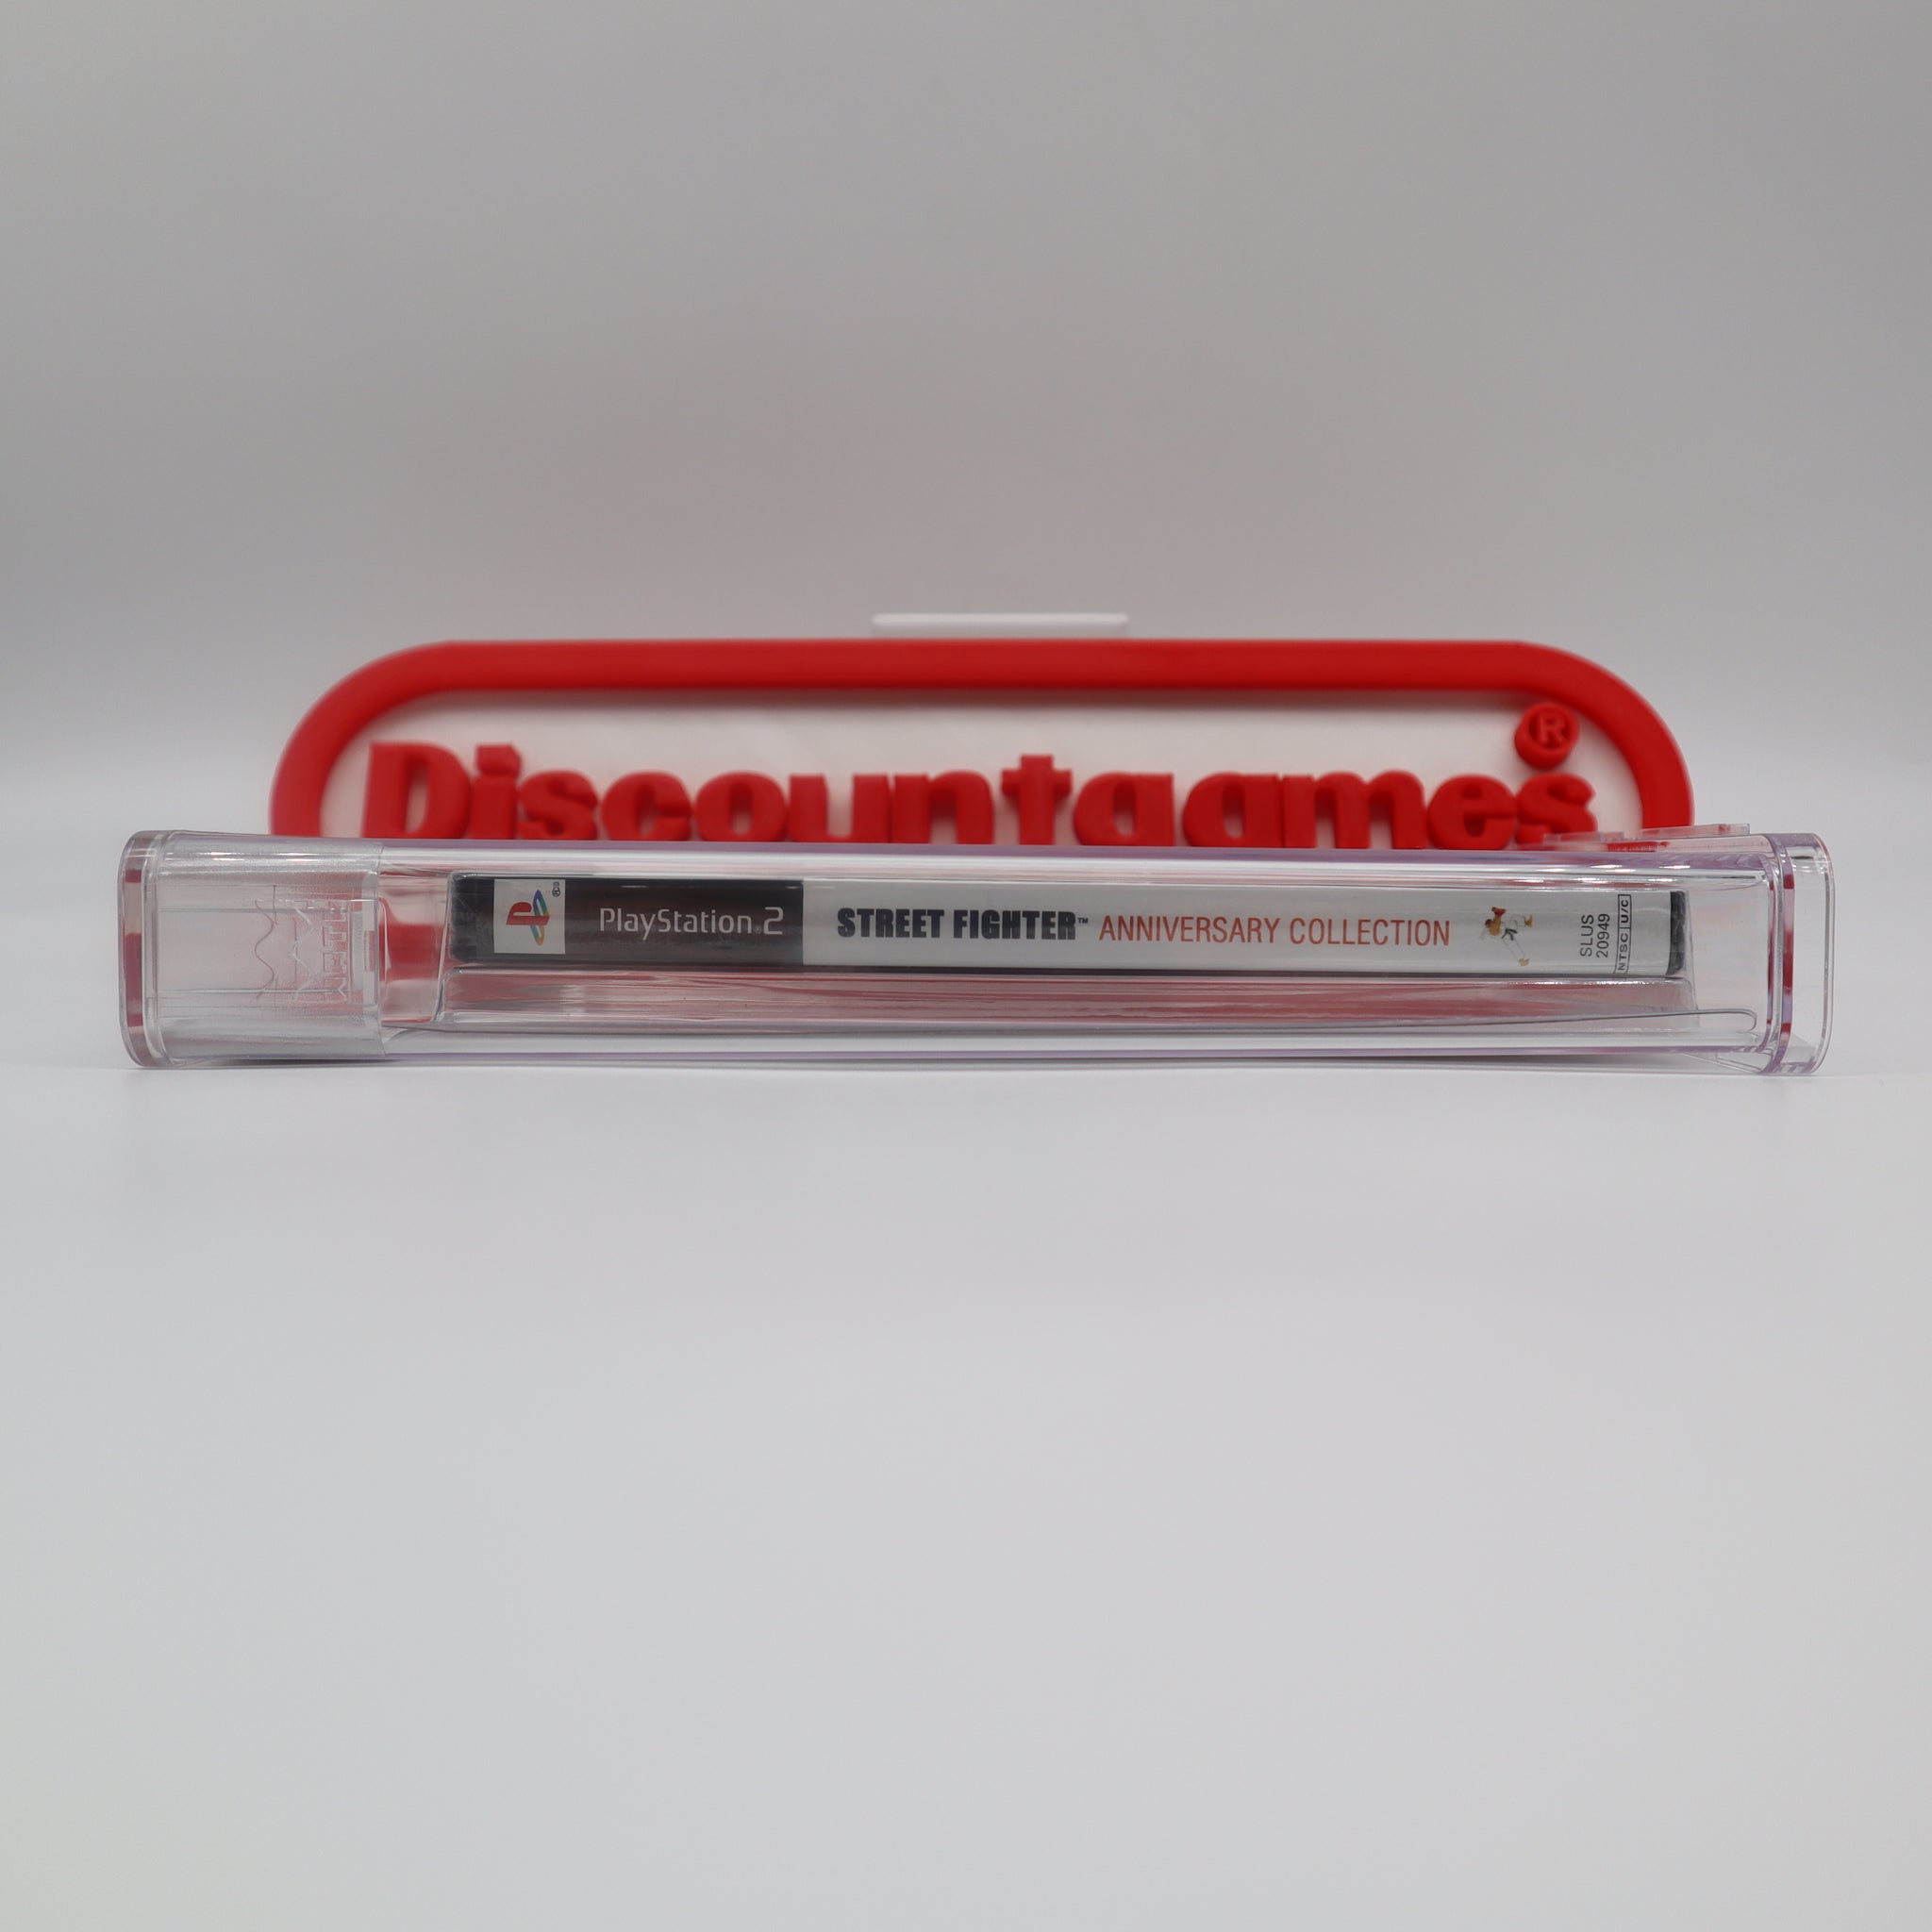 Discountgames®
PlayStation®2
STREET FIGHTER™ ANNIVERSARY COLLECTION
SLUS
20949
NTSC U/C